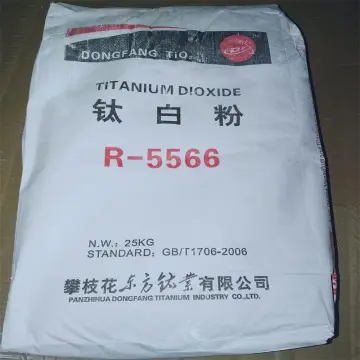 DONGFANG TiO₂
TITANIUM DIOXIDE
钛白粉
R-5566
N.W.: 25KG
STANDARD: GB/T1706-2006
攀枝花东方钛业有限公司
PANZHIHUA DONGFANG TITANIUM INDUSTRY CO.,LTD.